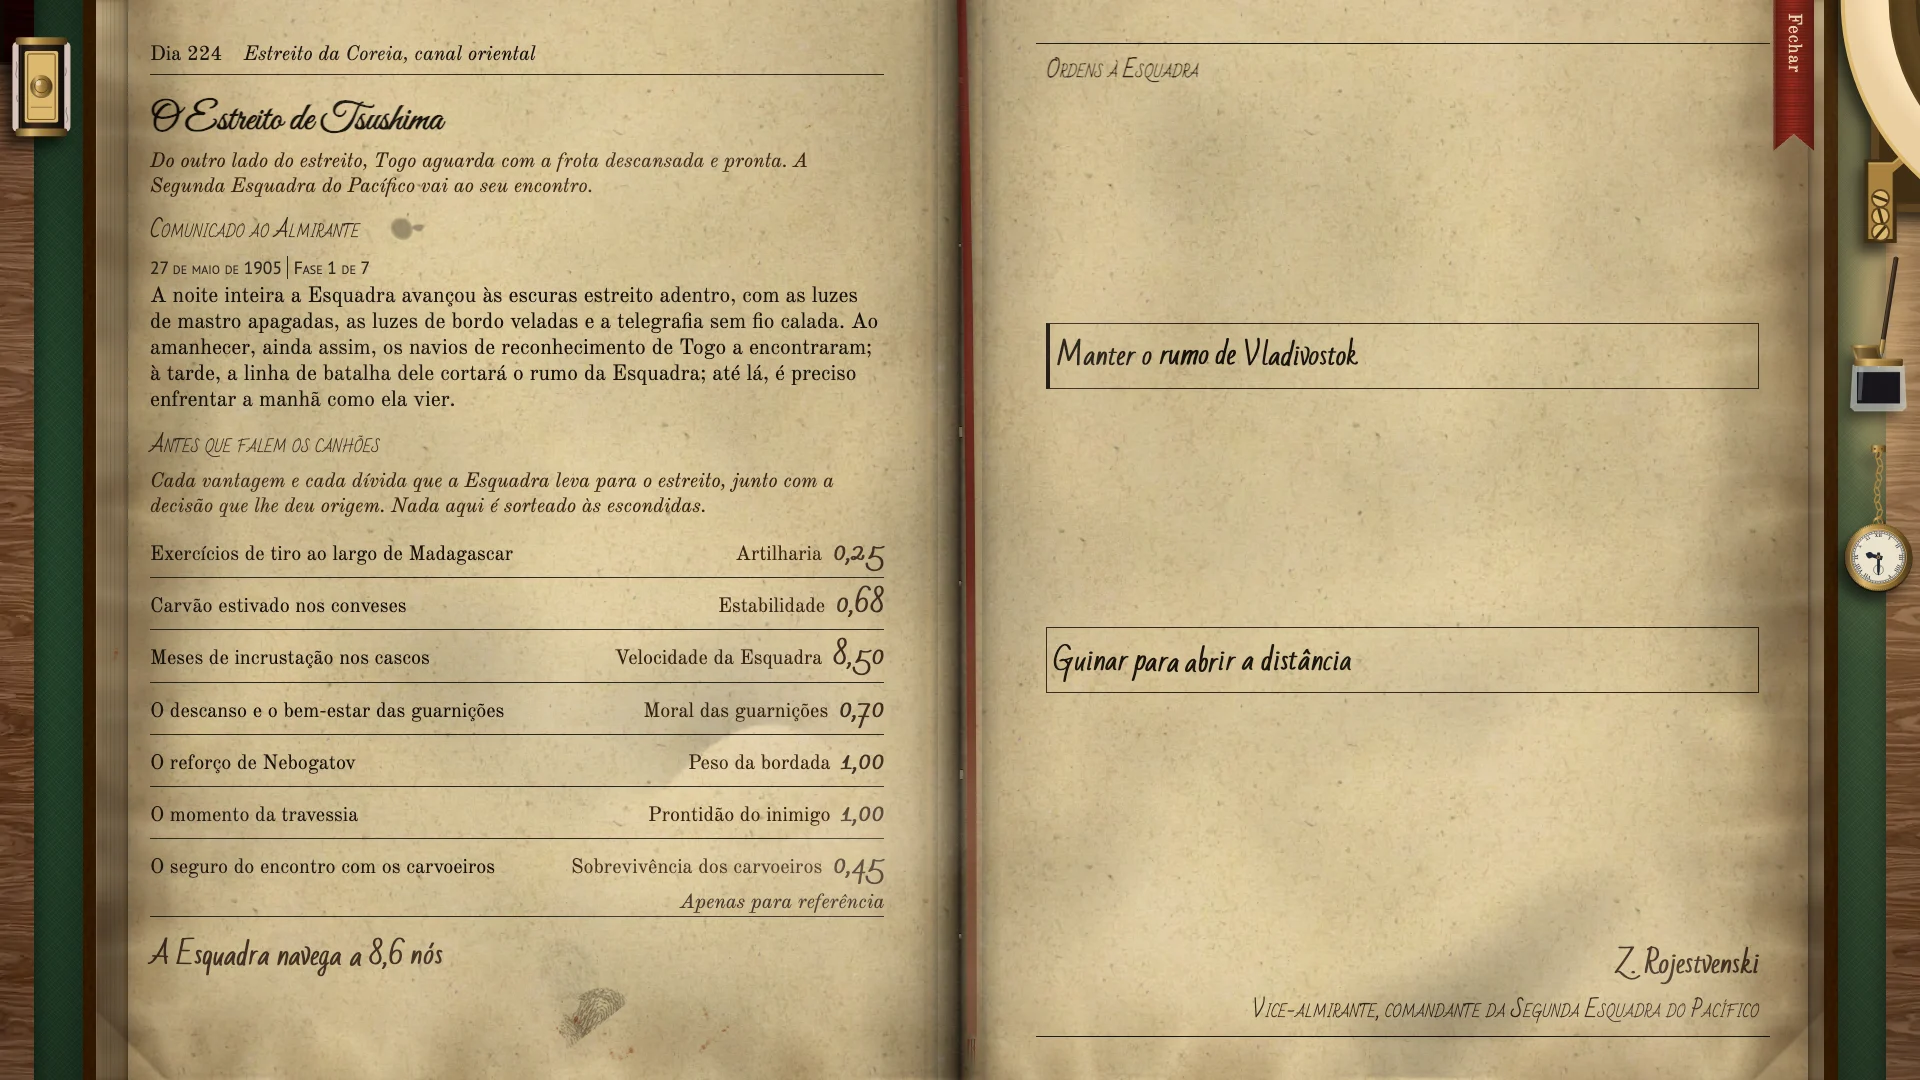 Dia 224 Estreito da Coreia, canal oriental
O Estreito de Tsushima
Do outro lado do estreito, Togo aguarda com a frota descansada e pronta. A
Segunda Esquadra do Pacífico vai ao seu encontro.
Comunicado ao Almirante
27 de maio de 1905 | Fase 1 de 7
A noite inteira a Esquadra avançou às escuras estreito adentro, com as luzes
de mastro apagadas, as luzes de bordo veladas e a telegrafia sem fio calada. Ao
amanhecer, ainda assim, os navios de reconhecimento de Togo a encontraram;
à tarde, a linha de batalha dele cortará o rumo da Esquadra; até lá, é preciso
enfrentar a manhã como ela vier.
Antes que falem os canhões
Cada vantagem e cada dívida que a Esquadra leva para o estreito, junto com a
decisão que lhe deu origem. Nada aqui é sorteado às escondidas.
Exercícios de tiro ao largo de Madagascar Artilharia 0,25
Carvão estivado nos conveses Estabilidade 0,68
Meses de incrustação nos cascos Velocidade da Esquadra 8,50
O descanso e o bem-estar das guarnições Moral das guarnições 0,70
O reforço de Nebogatov Peso da bordada 1,00
O momento da travessia Prontidão do inimigo 1,00
O seguro do encontro com os carvoeiros Sobrevivência dos carvoeiros 0,45
Apenas para referência
A Esquadra navega a 8,6 nós
Ordens à Esquadra
Manter o rumo de Vladivostok
Guinar para abrir a distância
Z. Rojestvenski
Vice-almirante, comandante da Segunda Esquadra do Pacífico
Fechar